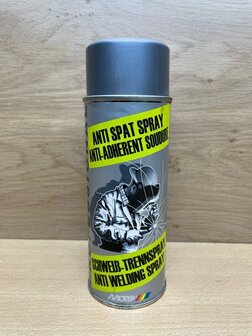 ANTI SPAT SPRAY
ANTI-ADHERENT SOUDURE
SCHWEIß-TRENNSPRAY
ANTI WELDING SPRAY
MOTIP